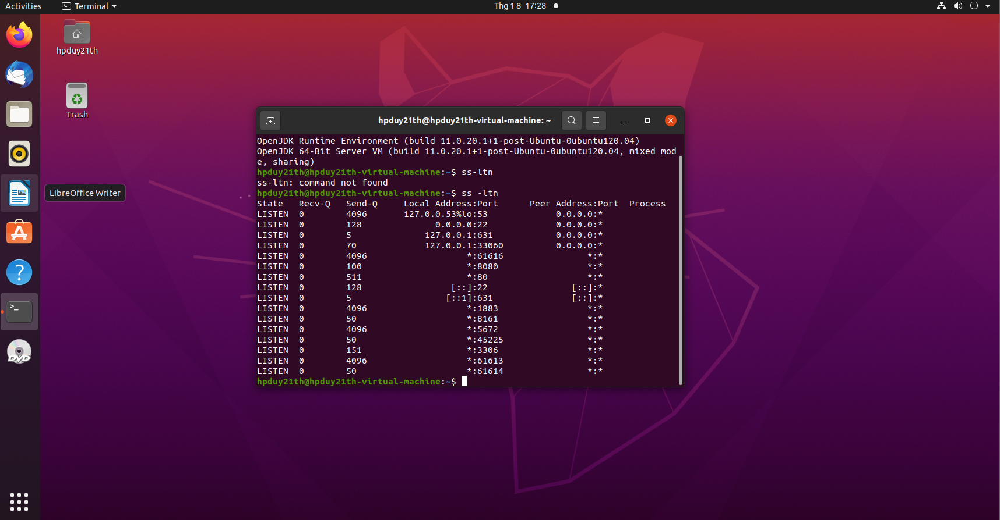 Activities Terminal Thg 1 8 17:28
hpduy21th
Trash
LibreOffice Writer
DVD
hpduy21th@hpduy21th-virtual-machine: ~
OpenJDK Runtime Environment (build 11.0.20.1+1-post-Ubuntu-0ubuntu120.04)
OpenJDK 64-Bit Server VM (build 11.0.20.1+1-post-Ubuntu-0ubuntu120.04, mixed mod
e, sharing)
hpduy21th@hpduy21th-virtual-machine:~$ ss-ltn
ss-ltn: command not found
hpduy21th@hpduy21th-virtual-machine:~$ ss -ltn
State Recv-Q Send-Q Local Address:Port Peer Address:Port Process
LISTEN 0 4096 127.0.0.53%lo:53 0.0.0.0:*
LISTEN 0 128 0.0.0.0:22 0.0.0.0:*
LISTEN 0 5 127.0.0.1:631 0.0.0.0:*
LISTEN 0 70 127.0.0.1:33060 0.0.0.0:*
LISTEN 0 4096 *:61616 *:*
LISTEN 0 100 *:8080 *:*
LISTEN 0 511 *:80 *:*
LISTEN 0 128 [::]:22 [::]:*
LISTEN 0 5 [::1]:631 [::]:*
LISTEN 0 4096 *:1883 *:*
LISTEN 0 50 *:8161 *:*
LISTEN 0 4096 *:5672 *:*
LISTEN 0 50 *:45225 *:*
LISTEN 0 151 *:3306 *:*
LISTEN 0 4096 *:61613 *:*
LISTEN 0 50 *:61614 *:*
hpduy21th@hpduy21th-virtual-machine:~$